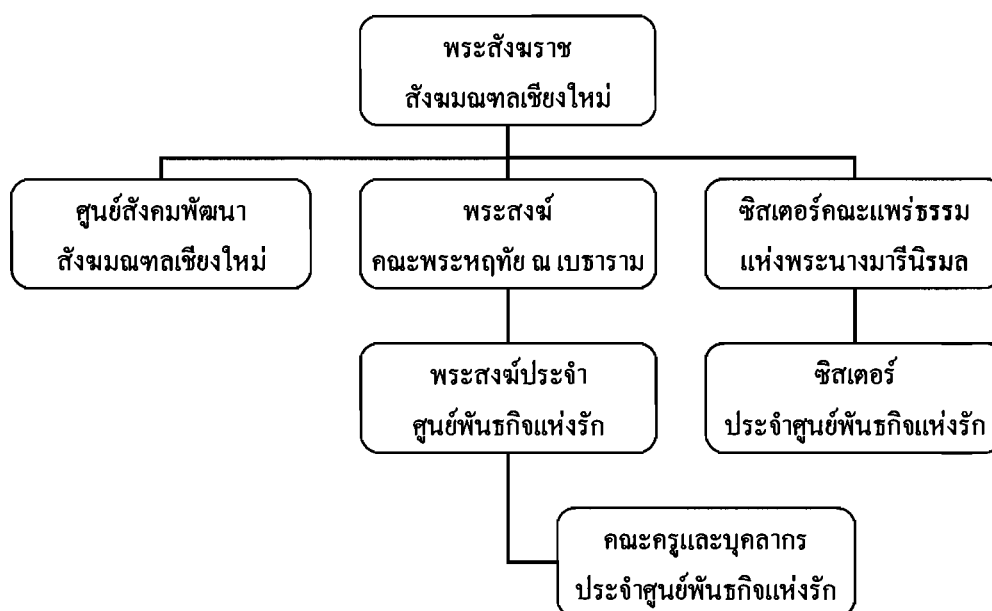 พระสังฆราช
สังฆมณฑลเชียงใหม่
ศูนย์สังคมพัฒนา
สังฆมณฑลเชียงใหม่
พระสงฆ์
คณะพระหฤทัย ณ เบธาราม
ซิสเตอร์คณะแพร่ธรรม
แห่งพระนางมารีนิรมล
พระสงฆ์ประจำ
ศูนย์พันธกิจแห่งรัก
ซิสเตอร์
ประจำศูนย์พันธกิจแห่งรัก
คณะครูและบุคลากร
ประจำศูนย์พันธกิจแห่งรัก